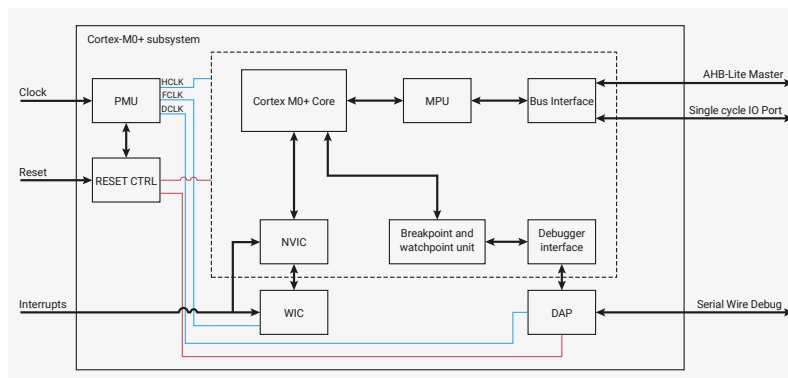 Cortex-M0+ subsystem
Clock
PMU
HCLK
FCLK
DCLK
Cortex M0+ Core
MPU
Bus Interface
AHB-Lite Master
Single cycle IO Port
Reset
RESET CTRL
NVIC
Breakpoint and
watchpoint unit
Debugger
interface
Interrupts
WIC
DAP
Serial Wire Debug